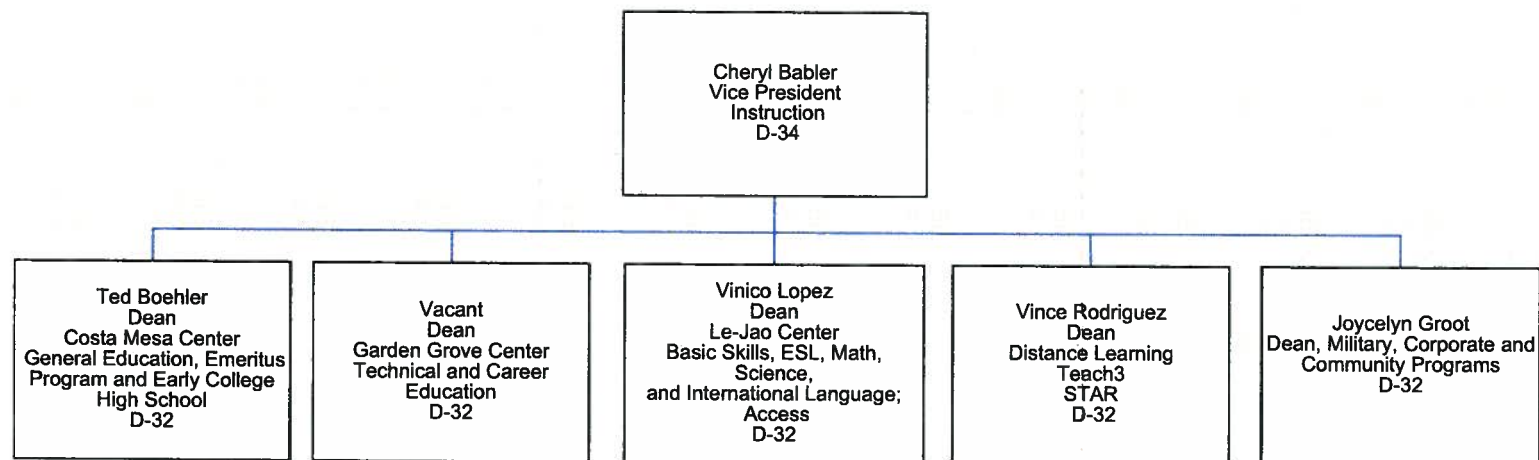 Cheryl Babler
Vice President
Instruction
D-34
Ted Boehler
Dean
Costa Mesa Center
General Education, Emeritus
Program and Early College
High School
D-32
Vacant
Dean
Garden Grove Center
Technical and Career
Education
D-32
Vinico Lopez
Dean
Le-Jao Center
Basic Skills, ESL, Math,
Science,
and International Language;
Access
D-32
Vince Rodriguez
Dean
Distance Learning
Teach3
STAR
D-32
Joycelyn Groot
Dean, Military, Corporate and
Community Programs
D-32